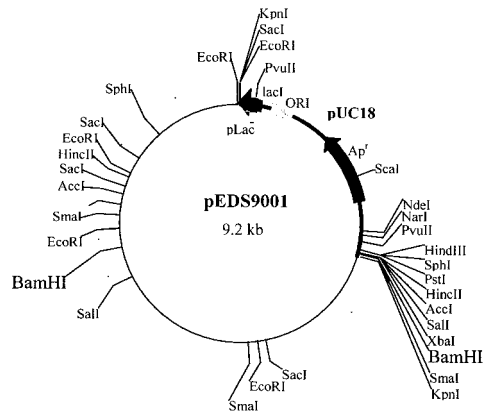 KpnI
SacI
EcoRI
EcoRI
PvuII
lacI
ORI
pLac
pUC18
SphI
Apr
ScaI
SacI
EcoRI
HincII
SacI
AccI
SmaI
EcoRI
BamHI
SalI
pEDS9001
9.2 kb
NdeI
NarI
PvuII
HindIII
SphI
PstI
HincII
AccI
SalI
XbaI
BamHI
SmaI
KpnI
SacI
EcoRI
SmaI